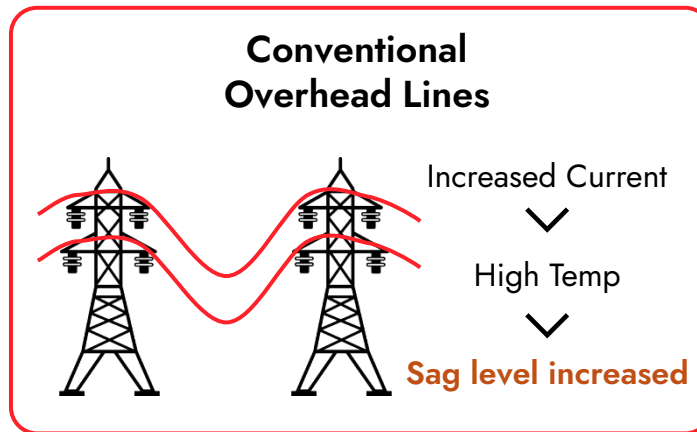 Conventional
Overhead Lines
Increased Current
High Temp
Sag level increased